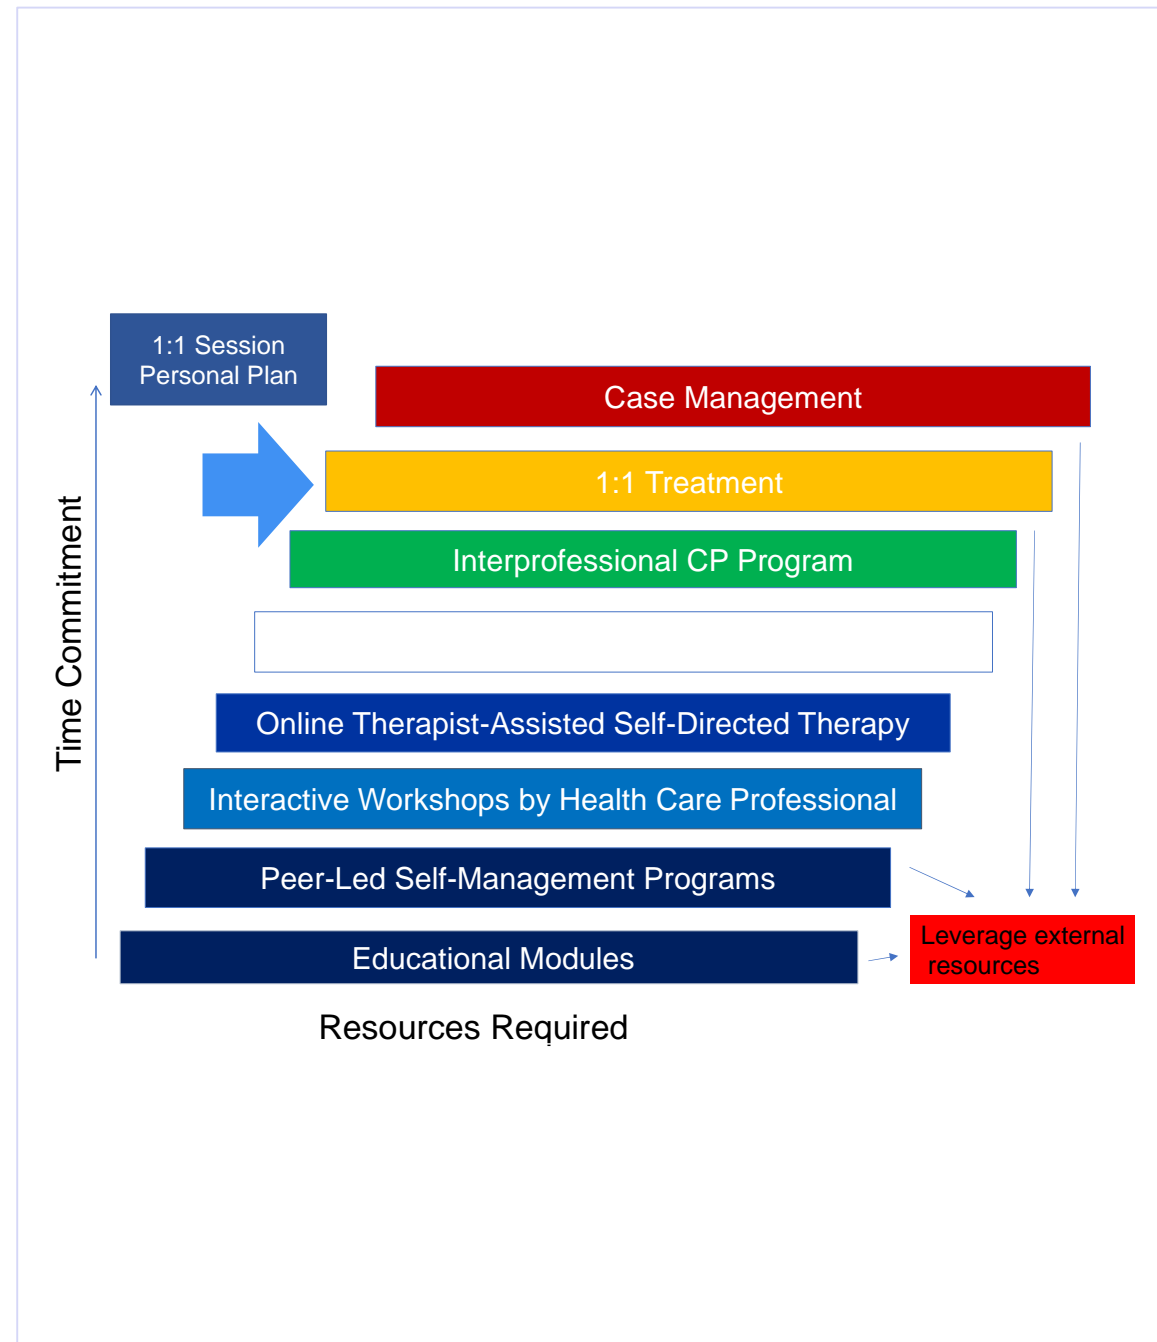 1:1 Session
Personal Plan
Case Management
1:1 Treatment
Interprofessional CP Program
Online Therapist-Assisted Self-Directed Therapy
Interactive Workshops by Health Care Professional
Peer-Led Self-Management Programs
Educational Modules
Leverage external
resources
Time Commitment
Resources Required